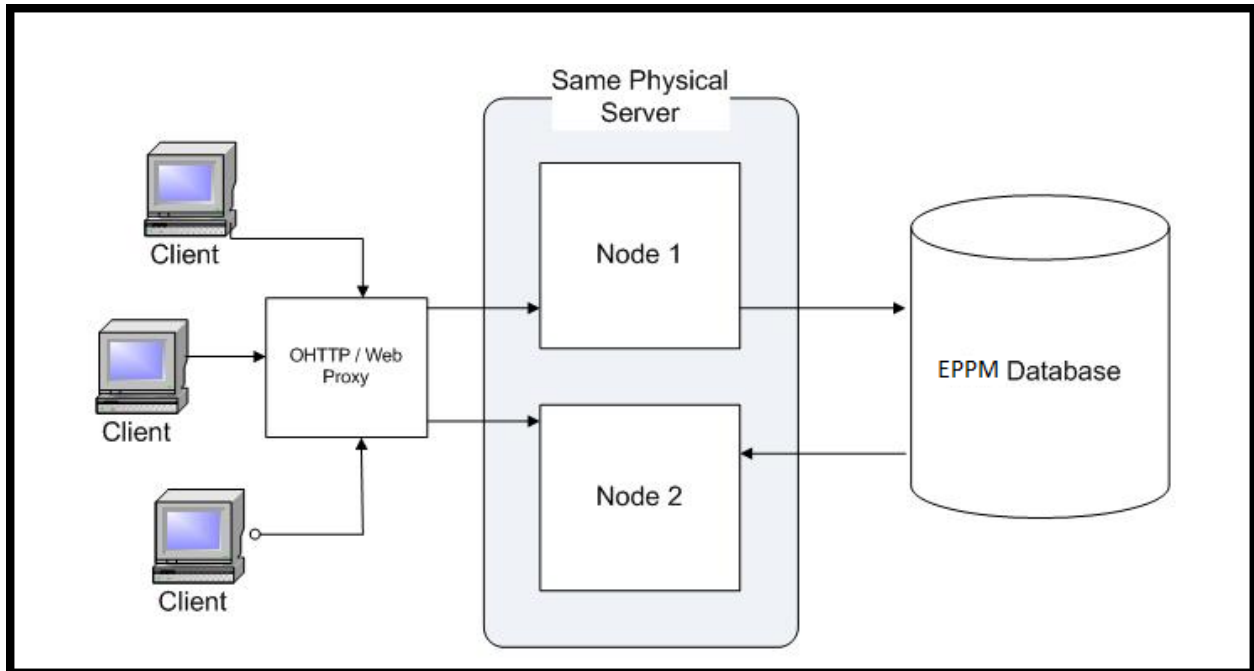 Same Physical
Server
Client
Node 1
OHTTP / Web
Proxy
EPPM Database
Client
Node 2
Client